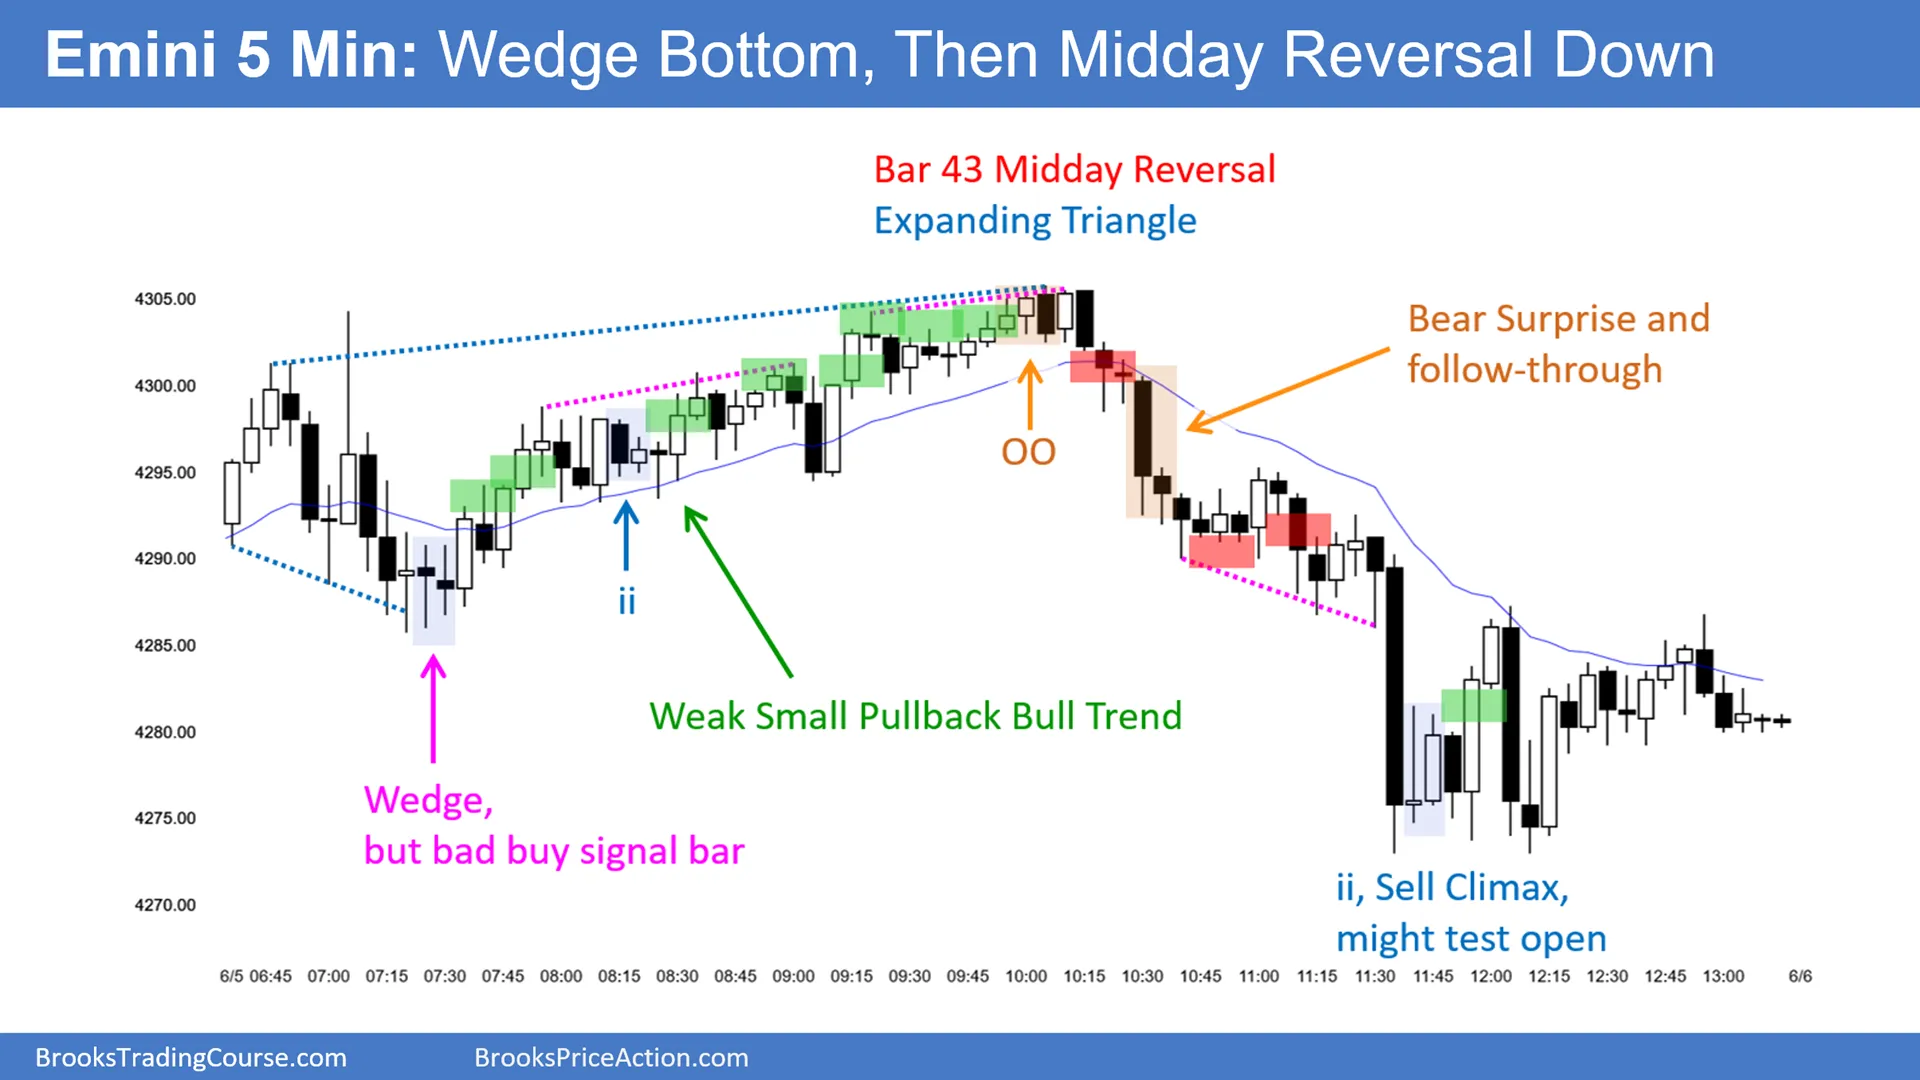 Emini 5 Min: Wedge Bottom, Then Midday Reversal Down
Bar 43 Midday Reversal
Expanding Triangle
Bear Surprise and
follow-through
4305.00
4300.00
4295.00
4290.00
4285.00
4280.00
4275.00
4270.00
OO
ii
Weak Small Pullback Bull Trend
Wedge,
but bad buy signal bar
ii, Sell Climax,
might test open
6/5 06:45 07:00 07:15 07:30 07:45 08:00 08:15 08:30 08:45 09:00 09:15 09:30 09:45 10:00 10:15 10:30 10:45 11:00 11:15 11:30 11:45 12:00 12:15 12:30 12:45 13:00 6/6
BrooksTradingCourse.com BrooksPriceAction.com